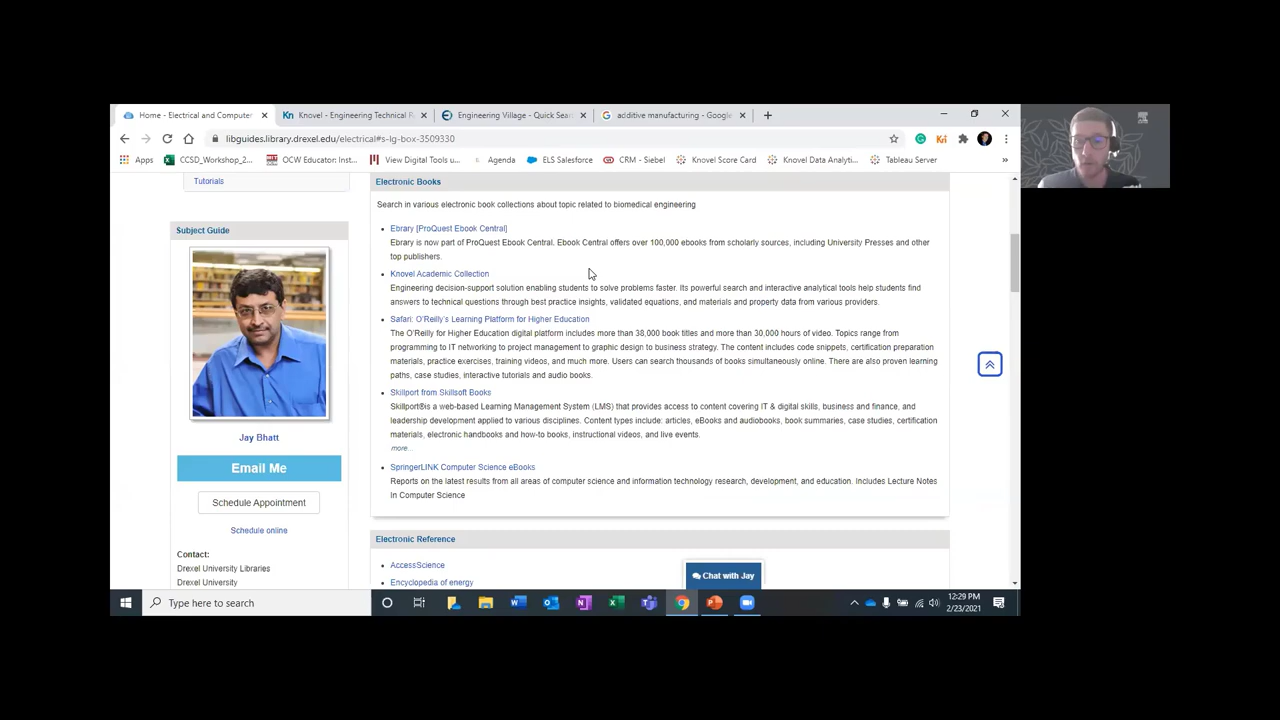 Home - Electrical and Computer
Knovel - Engineering Technical R
Engineering Village - Quick Sear
additive manufacturing - Google
libguides.library.drexel.edu/electrical#s-lg-box-3509330
Apps
CCSD_Workshop_2...
OCW Educator: Inst...
View Digital Tools u...
Agenda
ELS Salesforce
CRM - Siebel
Knovel Score Card
Knovel Data Analyti...
Tableau Server
Tutorials
Subject Guide
Jay Bhatt
Email Me
Schedule Appointment
Schedule online
Contact:
Drexel University Libraries
Drexel University
Electronic Books
Search in various electronic book collections about topic related to biomedical engineering
Ebrary [ProQuest Ebook Central]
Ebrary is now part of ProQuest Ebook Central. Ebook Central offers over 100,000 ebooks from scholarly sources, including University Presses and other
top publishers.
Knovel Academic Collection
Engineering decision-support solution enabling students to solve problems faster. Its powerful search and interactive analytical tools help students find
answers to technical questions through best practice insights, validated equations, and materials and property data from various providers.
Safari: O'Reilly's Learning Platform for Higher Education
The O'Reilly for Higher Education digital platform includes more than 38,000 book titles and more than 30,000 hours of video. Topics range from
programming to IT networking to project management to graphic design to business strategy. The content includes code snippets, certification preparation
materials, practice exercises, training videos, and much more. Users can search thousands of books simultaneously online. There are also proven learning
paths, case studies, interactive tutorials and audio books.
Skillport from Skillsoft Books
Skillport®is a web-based Learning Management System (LMS) that provides access to content covering IT & digital skills, business and finance, and
leadership development applied to various disciplines. Content types include: articles, eBooks and audiobooks, book summaries, case studies, certification
materials, electronic handbooks and how-to books, instructional videos, and live events.
more...
SpringerLINK Computer Science eBooks
Reports on the latest results from all areas of computer science and information technology research, development, and education. Includes Lecture Notes
In Computer Science
Electronic Reference
AccessScience
Encyclopedia of energy
Chat with Jay
Type here to search
12:29 PM
2/23/2021